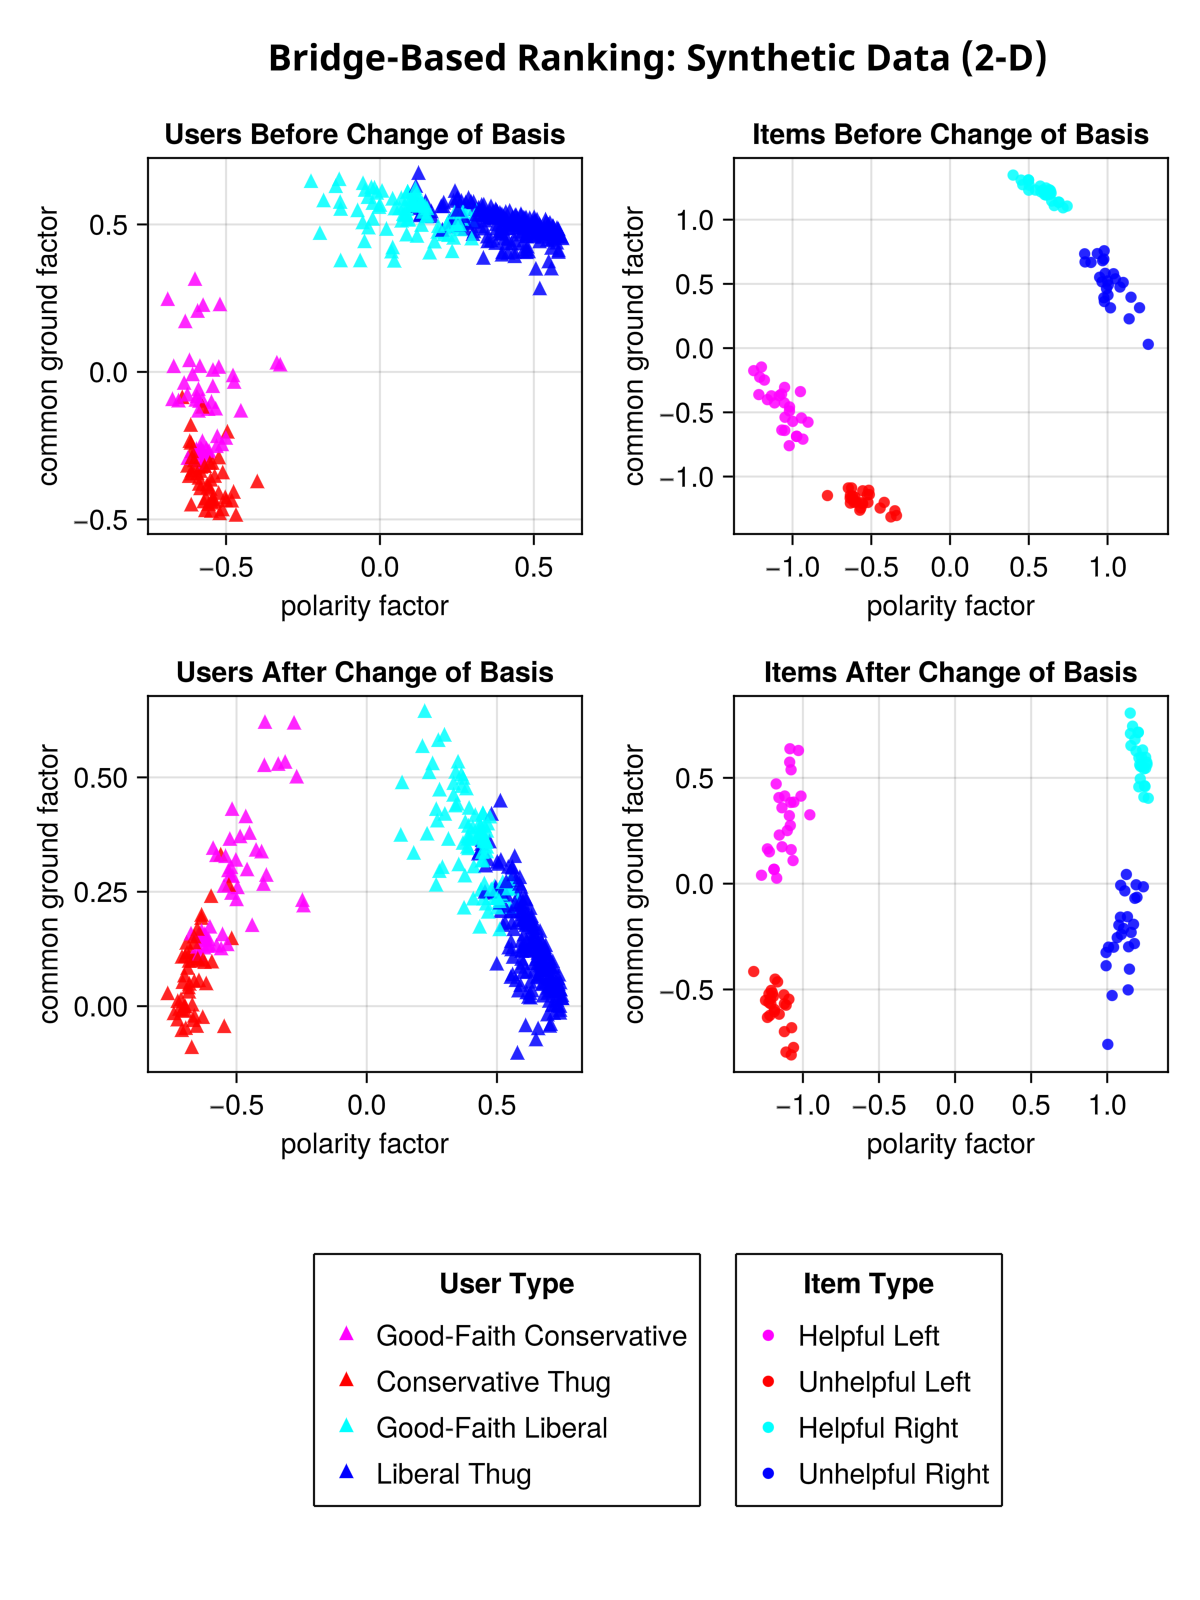 Bridge-Based Ranking: Synthetic Data (2-D)
Users Before Change of Basis
common ground factor
0.5
0.0
−0.5
−0.5 0.0 0.5
polarity factor
Items Before Change of Basis
common ground factor
1.0
0.5
0.0
−0.5
−1.0
−1.0 −0.5 0.0 0.5 1.0
polarity factor
Users After Change of Basis
common ground factor
0.50
0.25
0.00
−0.5 0.0 0.5
polarity factor
Items After Change of Basis
common ground factor
0.5
0.0
−0.5
−1.0 −0.5 0.0 0.5 1.0
polarity factor
User Type
Good-Faith Conservative
Conservative Thug
Good-Faith Liberal
Liberal Thug
Item Type
Helpful Left
Unhelpful Left
Helpful Right
Unhelpful Right